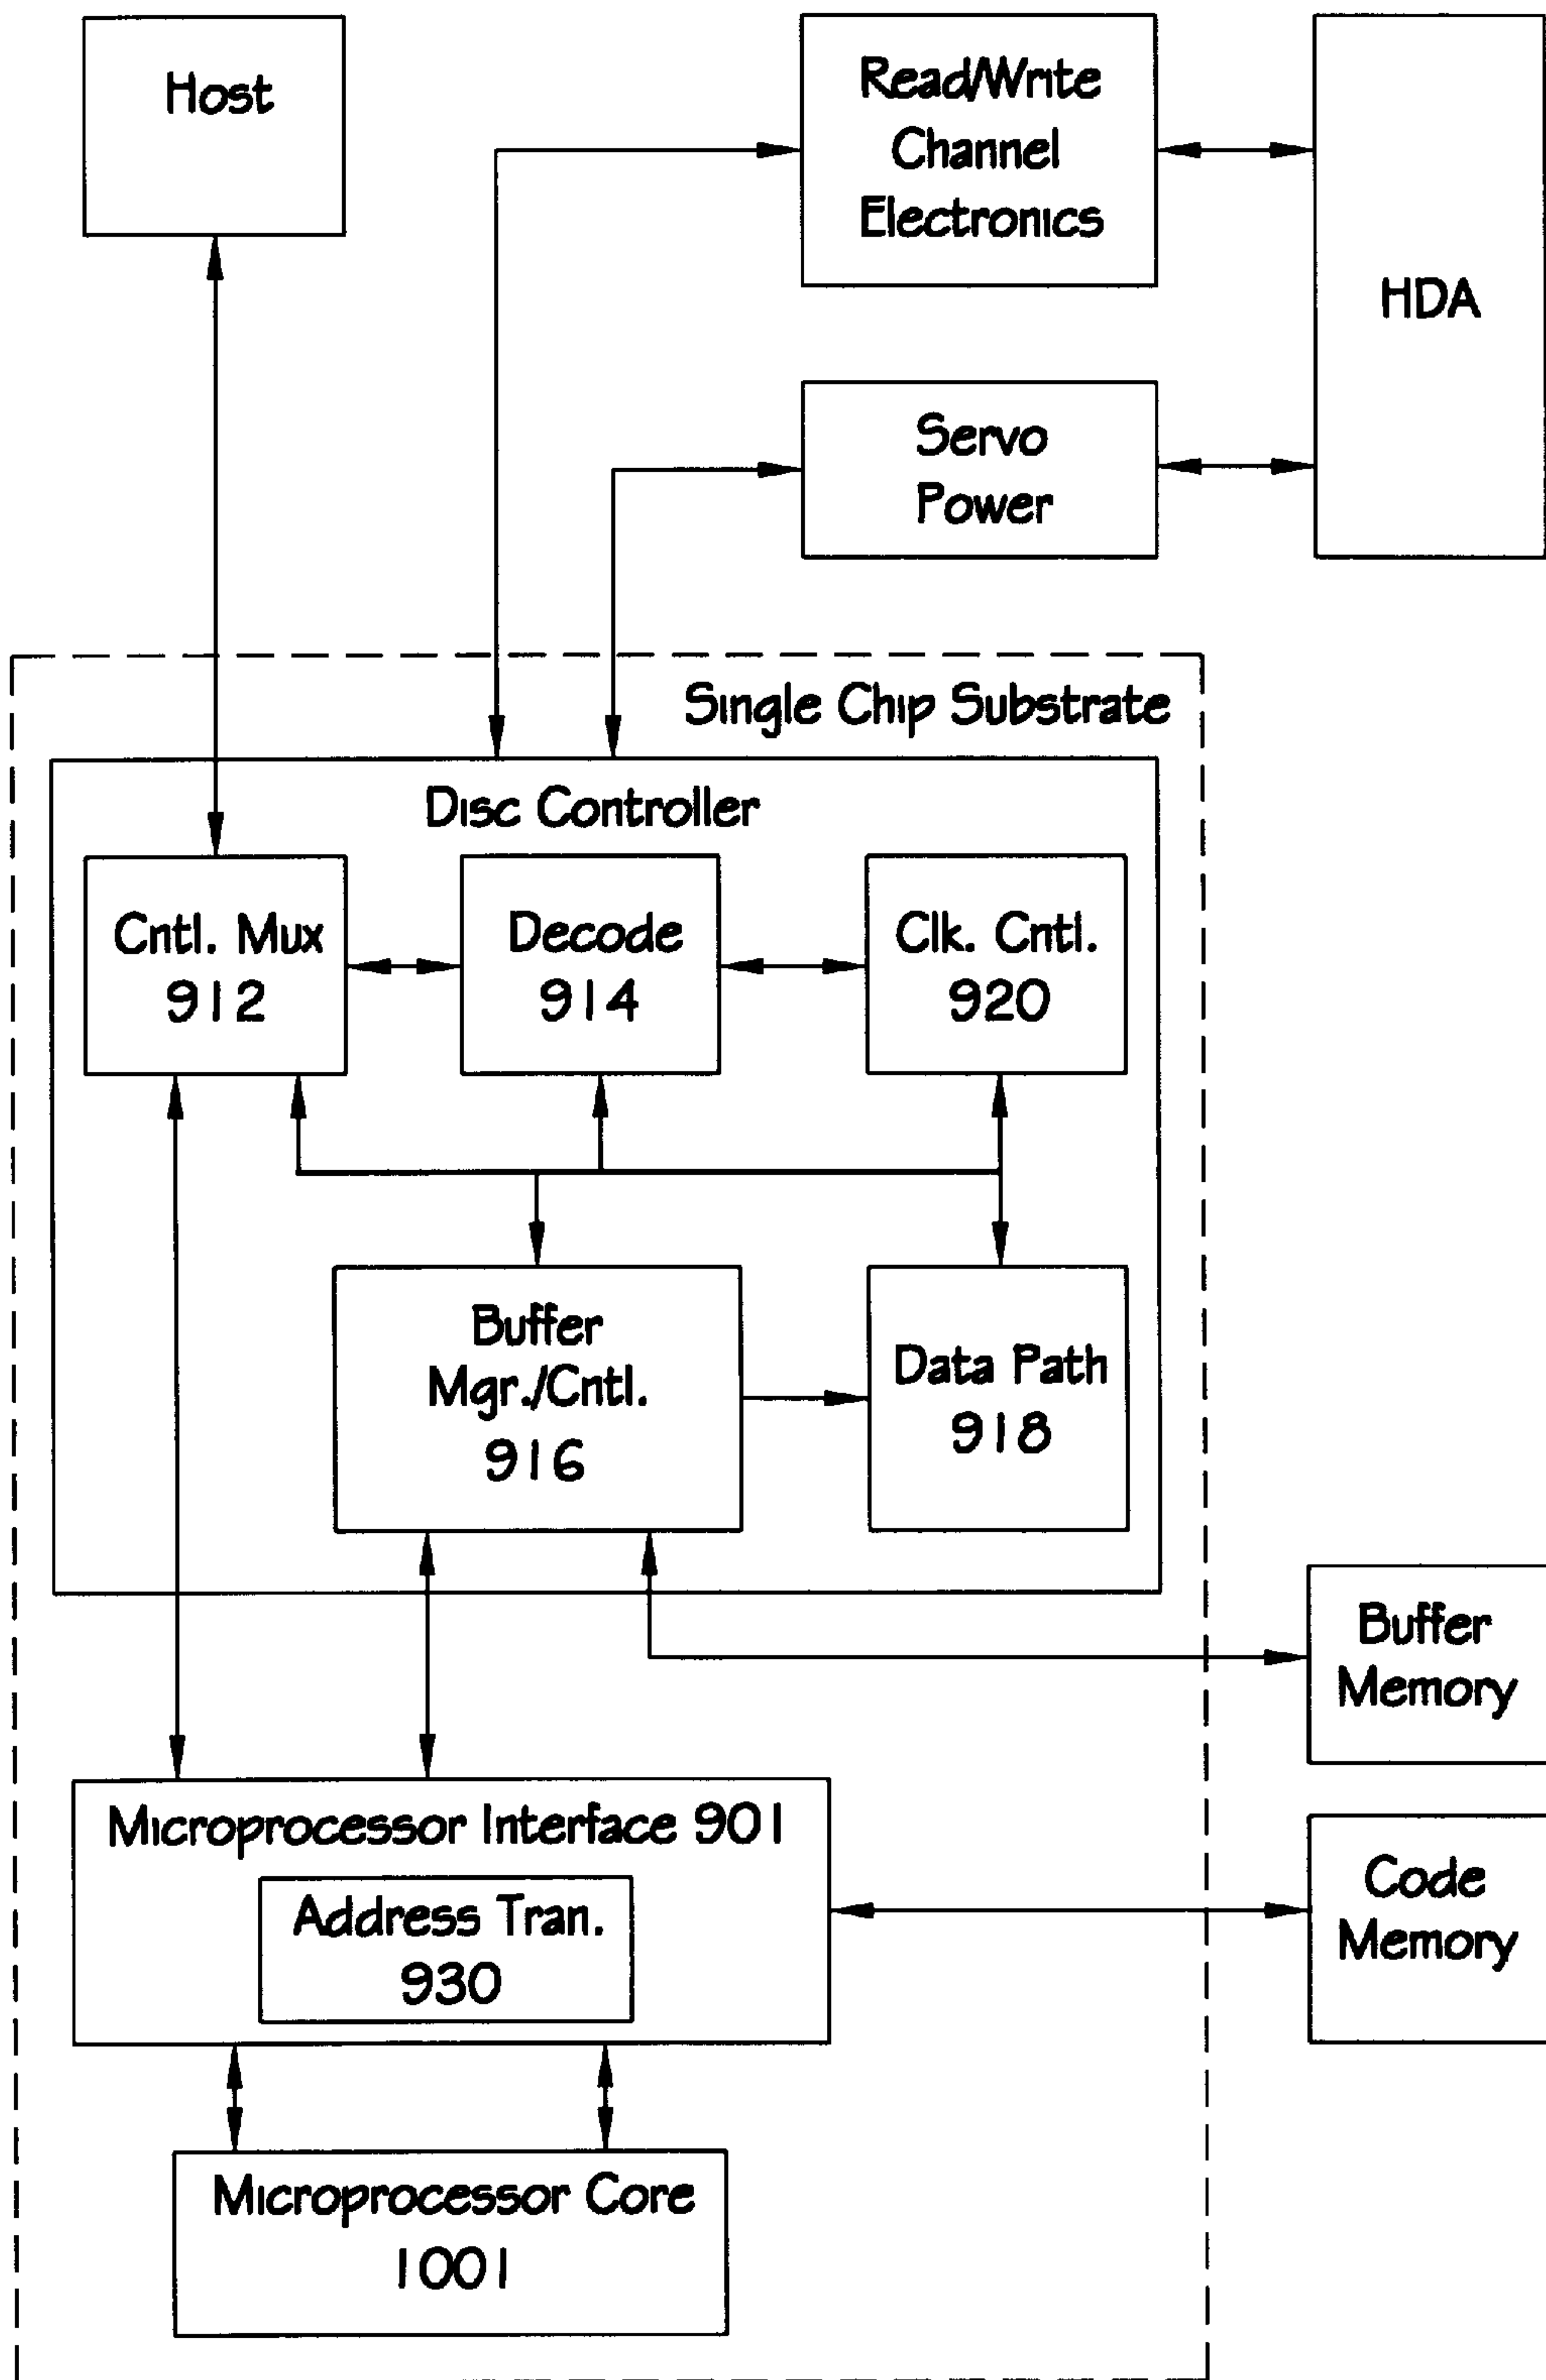 Host
Read/Write
Channel
Electronics
HDA
Servo
Power
Single Chip Substrate
Disc Controller
Cntl. Mux
912
Decode
914
Clk. Cntl.
920
Buffer
Mgr./Cntl.
916
Data Path
918
Buffer
Memory
Microprocessor Interface 901
Address Tran.
930
Code
Memory
Microprocessor Core
1001